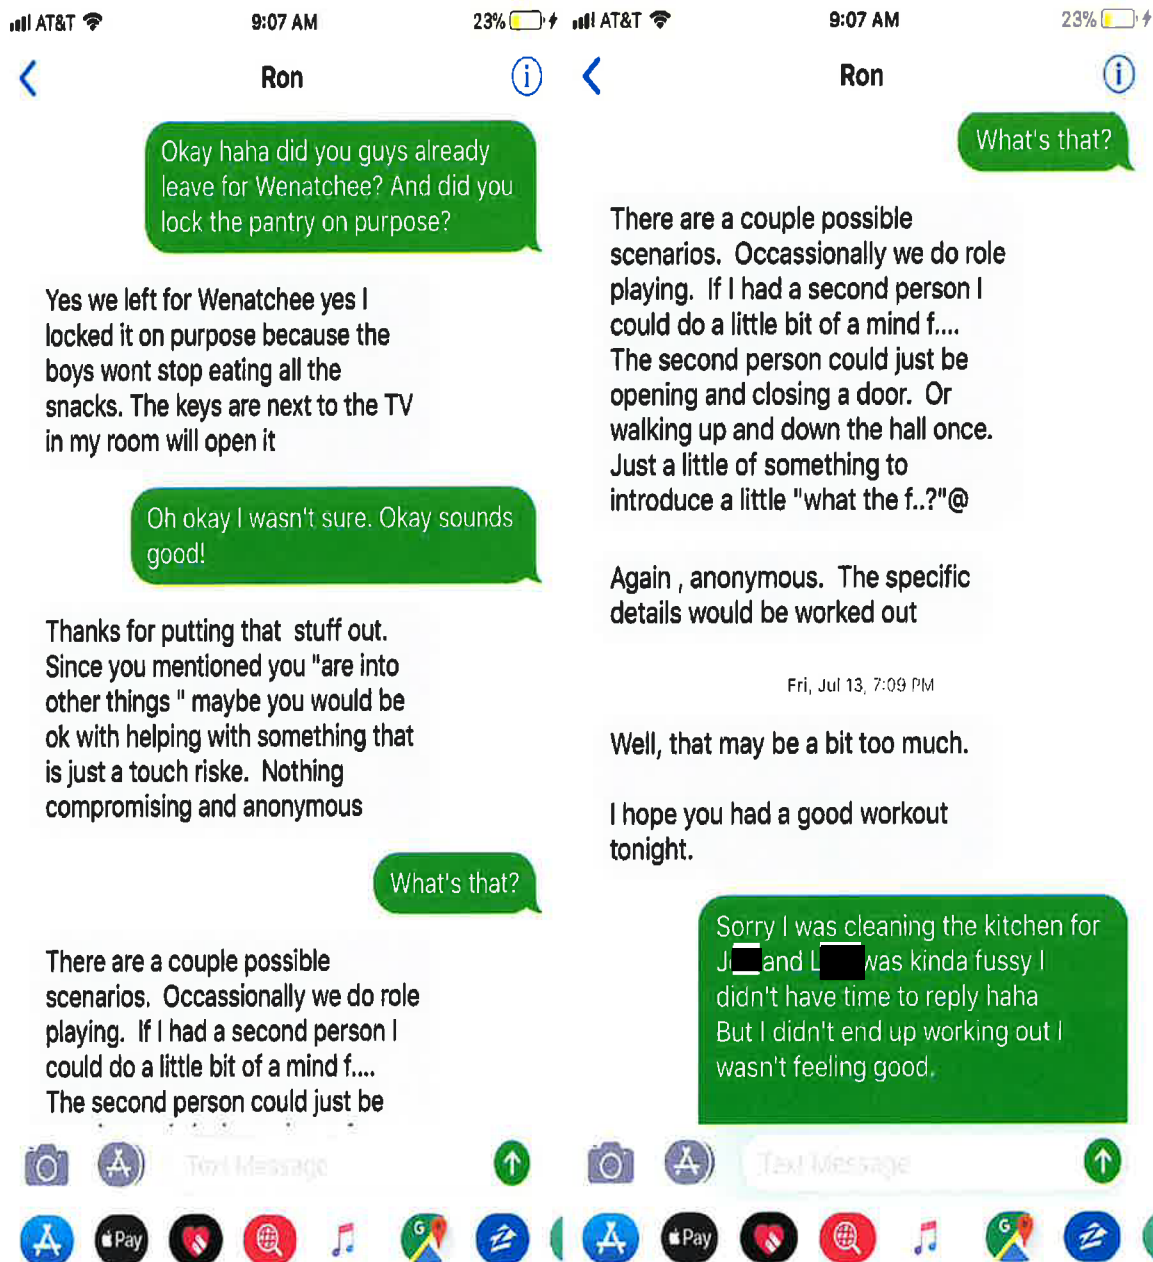 AT&T 9:07 AM 23%
Ron
Okay haha did you guys already
leave for Wenatchee? And did you
lock the pantry on purpose?
Yes we left for Wenatchee yes I
locked it on purpose because the
boys wont stop eating all the
snacks. The keys are next to the TV
in my room will open it
Oh okay I wasn't sure. Okay sounds
good!
Thanks for putting that stuff out.
Since you mentioned you "are into
other things " maybe you would be
ok with helping with something that
is just a touch riske. Nothing
compromising and anonymous
What's that?
There are a couple possible
scenarios. Occassionally we do role
playing. If I had a second person I
could do a little bit of a mind f....
The second person could just be
Text Message
Pay
G
AT&T 9:07 AM 23%
Ron
What's that?
There are a couple possible
scenarios. Occassionally we do role
playing. If I had a second person I
could do a little bit of a mind f....
The second person could just be
opening and closing a door. Or
walking up and down the hall once.
Just a little of something to
introduce a little "what the f..?"@
Again , anonymous. The specific
details would be worked out
Fri, Jul 13, 7:09 PM
Well, that may be a bit too much.
I hope you had a good workout
tonight.
Sorry I was cleaning the kitchen for
J and L was kinda fussy I
didn't have time to reply haha
But I didn't end up working out I
wasn't feeling good.
Text Message
Pay
G